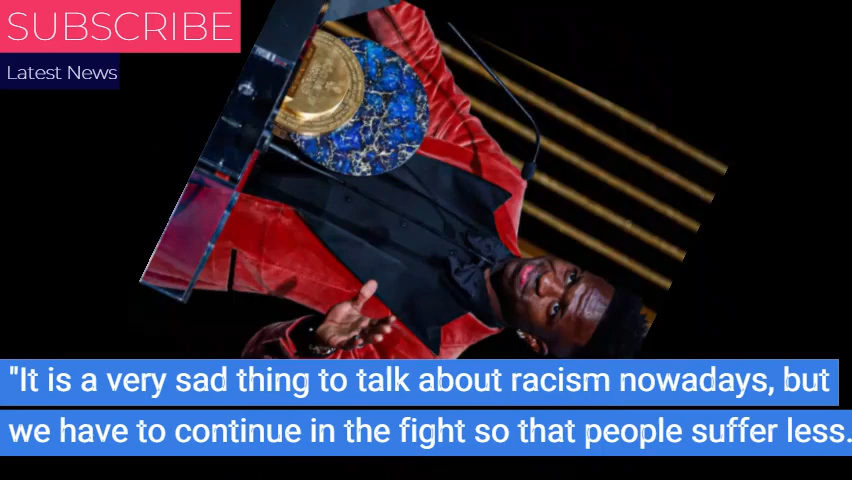 SUBSCRIBE
Latest News
"It is a very sad thing to talk about racism nowadays, but
we have to continue in the fight so that people suffer less.